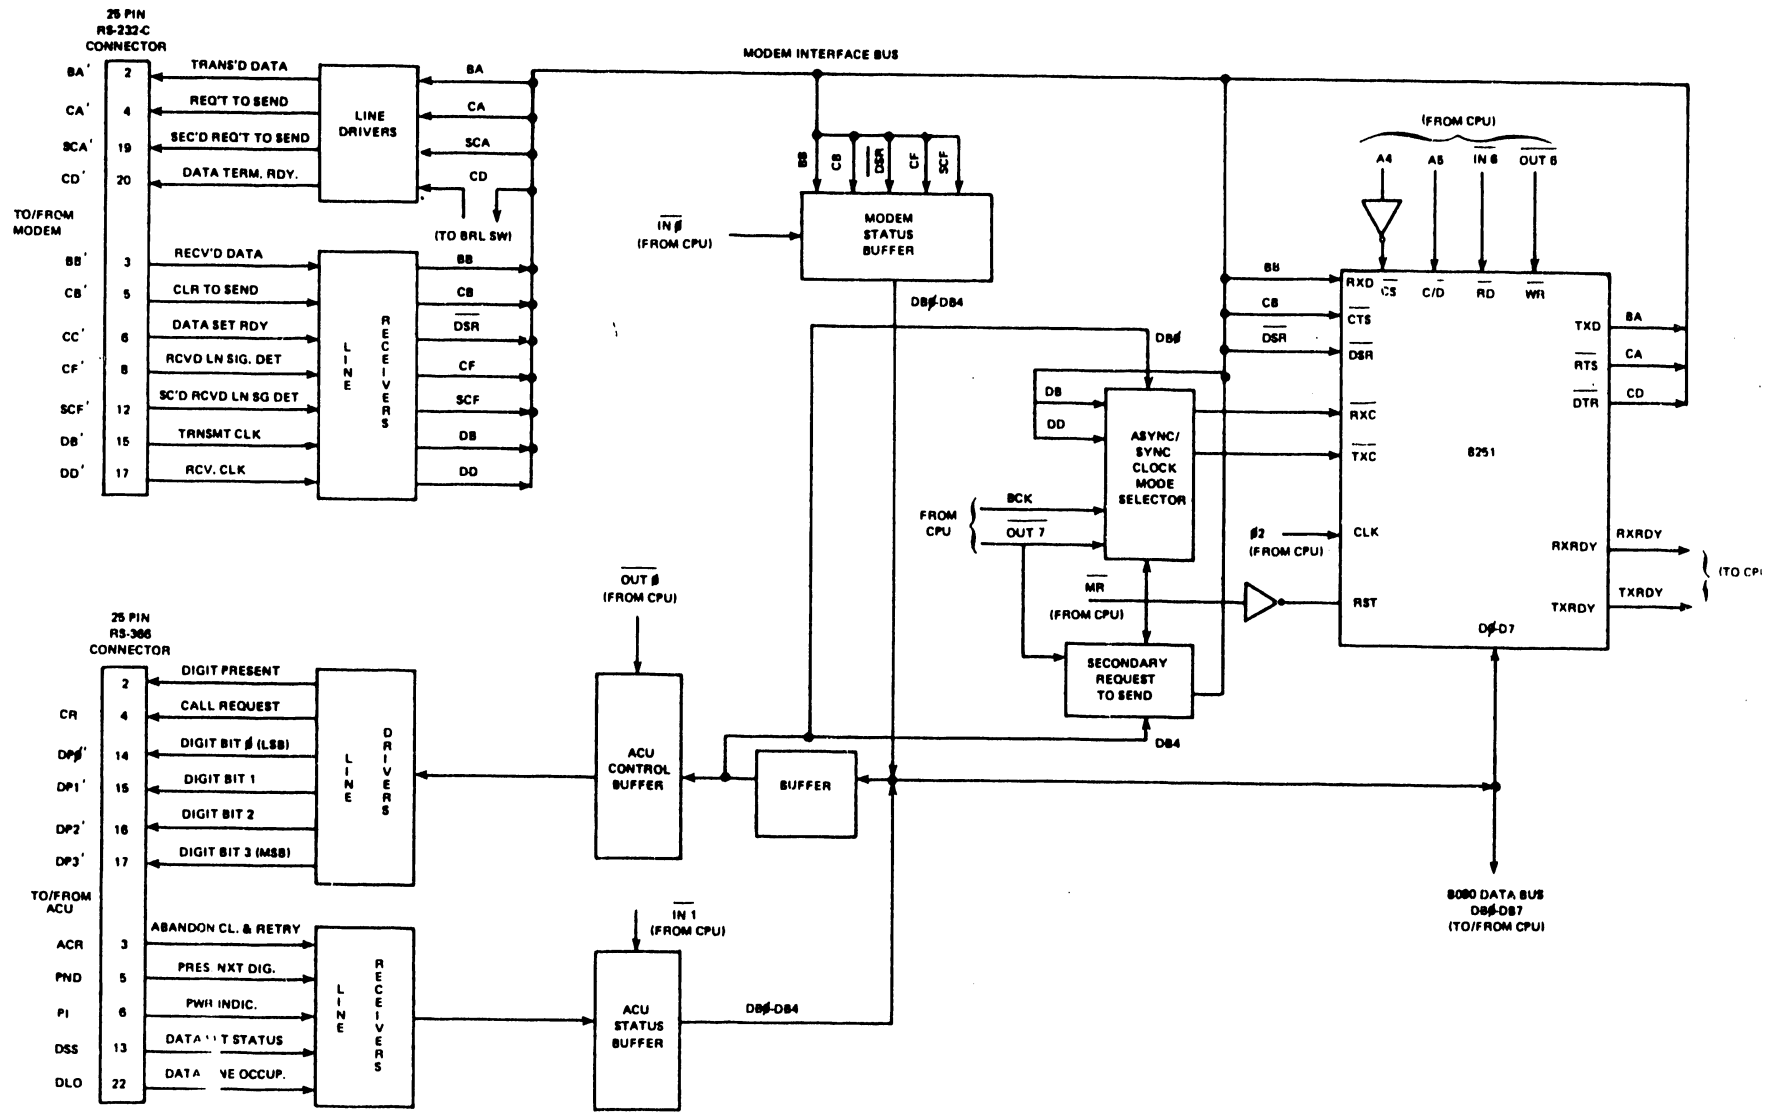 25 PIN
RS-232-C
CONNECTOR
BA'
2
TRANS'D DATA
BA
CA'
4
REQ'T TO SEND
CA
SCA'
19
SEC'D REQ'T TO SEND
SCA
CD'
20
DATA TERM. RDY.
CD
LINE
DRIVERS
(TO BRL SW)
TO/FROM
MODEM
BB'
3
RECV'D DATA
BB
CB'
5
CLR TO SEND
CB
CC'
6
DATA SET RDY
DSR
CF'
8
RCVD LN SIG. DET
CF
SCF'
12
SC'D RCVD LN SG DET
SCF
DB'
15
TRNSMT CLK
DB
DD'
17
RCV. CLK
DD
LINE
RECEIVERS
MODEM INTERFACE BUS
BB
CB
DSR
CF
SCF
MODEM
STATUS
BUFFER
IN Ø
(FROM CPU)
DBØ-DB4
(FROM CPU)
A4
A5
IN 6
OUT 6
BB
RXD
CS
C/D
RD
WR
CB
CTS
DSR
DSR
TXD
BA
RTS
CA
DTR
CD
DBØ
DB
DD
ASYNC/
SYNC
CLOCK
MODE
SELECTOR
RXC
TXC
8251
FROM
CPU
BCK
OUT 7
Ø2
(FROM CPU)
CLK
RXRDY
RXRDY
(TO CP
MR
(FROM CPU)
RST
TXRDY
TXRDY
DØ-D7
SECONDARY
REQUEST
TO SEND
DB4
OUT Ø
(FROM CPU)
25 PIN
RS-366
CONNECTOR
2
DIGIT PRESENT
CR
4
CALL REQUEST
DPØ'
14
DIGIT BIT Ø (LSB)
DP1'
15
DIGIT BIT 1
DP2'
16
DIGIT BIT 2
DP3'
17
DIGIT BIT 3 (MSB)
LINE
DRIVERS
ACU
CONTROL
BUFFER
BUFFER
8080 DATA BUS
DBØ-DB7
(TO/FROM CPU)
TO/FROM
ACU
ACR
3
ABANDON CL. & RETRY
PND
5
PRES NXT DIG.
PI
6
PWR INDIC.
DSS
13
DATA STATUS
DLO
22
DATA OCCUP.
LINE
RECEIVERS
IN 1
(FROM CPU)
ACU
STATUS
BUFFER
DBØ-DB4